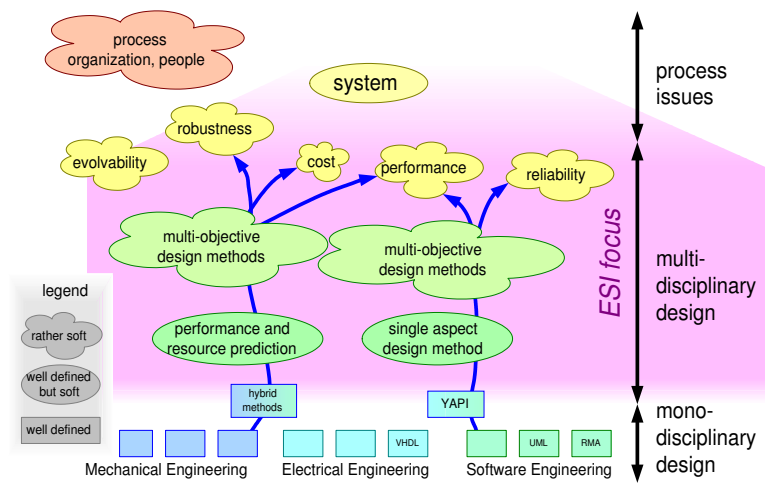 process
organization, people
system
process
issues
robustness
evolvability
cost
performance
reliability
multi-objective
design methods
multi-objective
design methods
ESI focus
multi-
disciplinary
design
legend
rather soft
well defined
but soft
well defined
performance and
resource prediction
single aspect
design method
hybrid
methods
YAPI
mono-
disciplinary
design
VHDL
UML
RMA
Mechanical Engineering
Electrical Engineering
Software Engineering